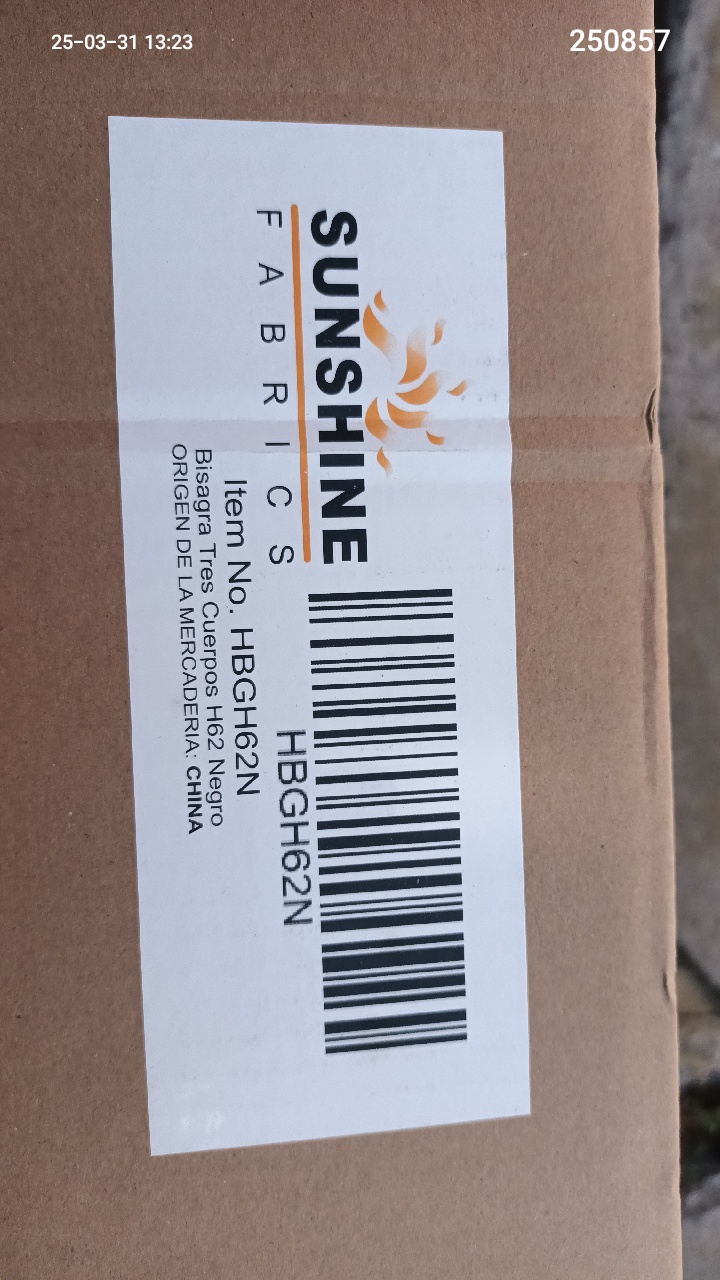 25-03-31 13:23
250857
SUNSHINE
FABRICS
HBGH62N
Item No. HBGH62N
Bisagra Tres Cuerpos H62 Negro
ORIGEN DE LA MERCADERIA: CHINA